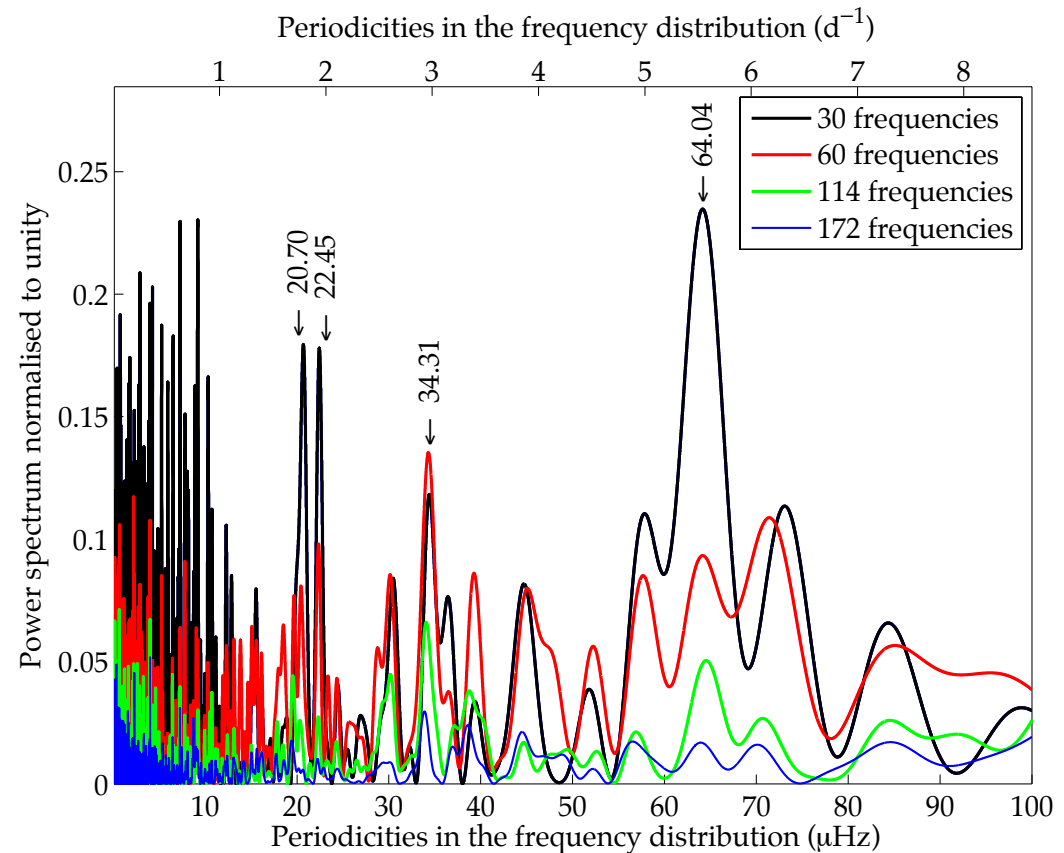 Periodicities in the frequency distribution (d⁻¹)
1 2 3 4 5 6 7 8
30 frequencies
60 frequencies
114 frequencies
172 frequencies
64.04
20.70
22.45
34.31
Power spectrum normalised to unity
0.25
0.2
0.15
0.1
0.05
0
10 20 30 40 50 60 70 80 90 100
Periodicities in the frequency distribution (μHz)